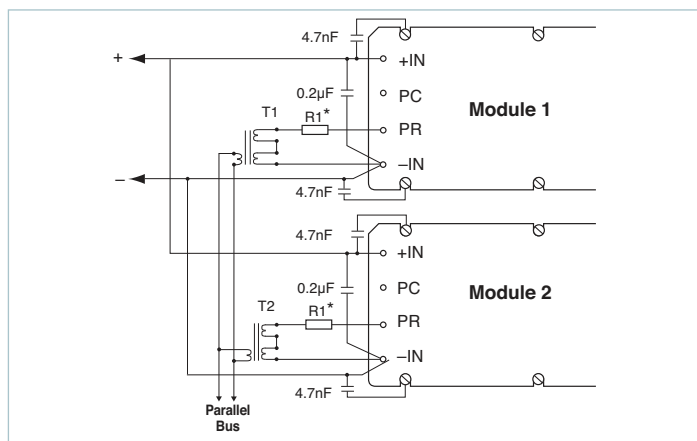 4.7nF
+
+IN
0.2µF
PC
Module 1
T1
R1*
PR
–IN
–
4.7nF
4.7nF
+IN
0.2µF
PC
Module 2
T2
R1*
PR
–IN
4.7nF
Parallel
Bus